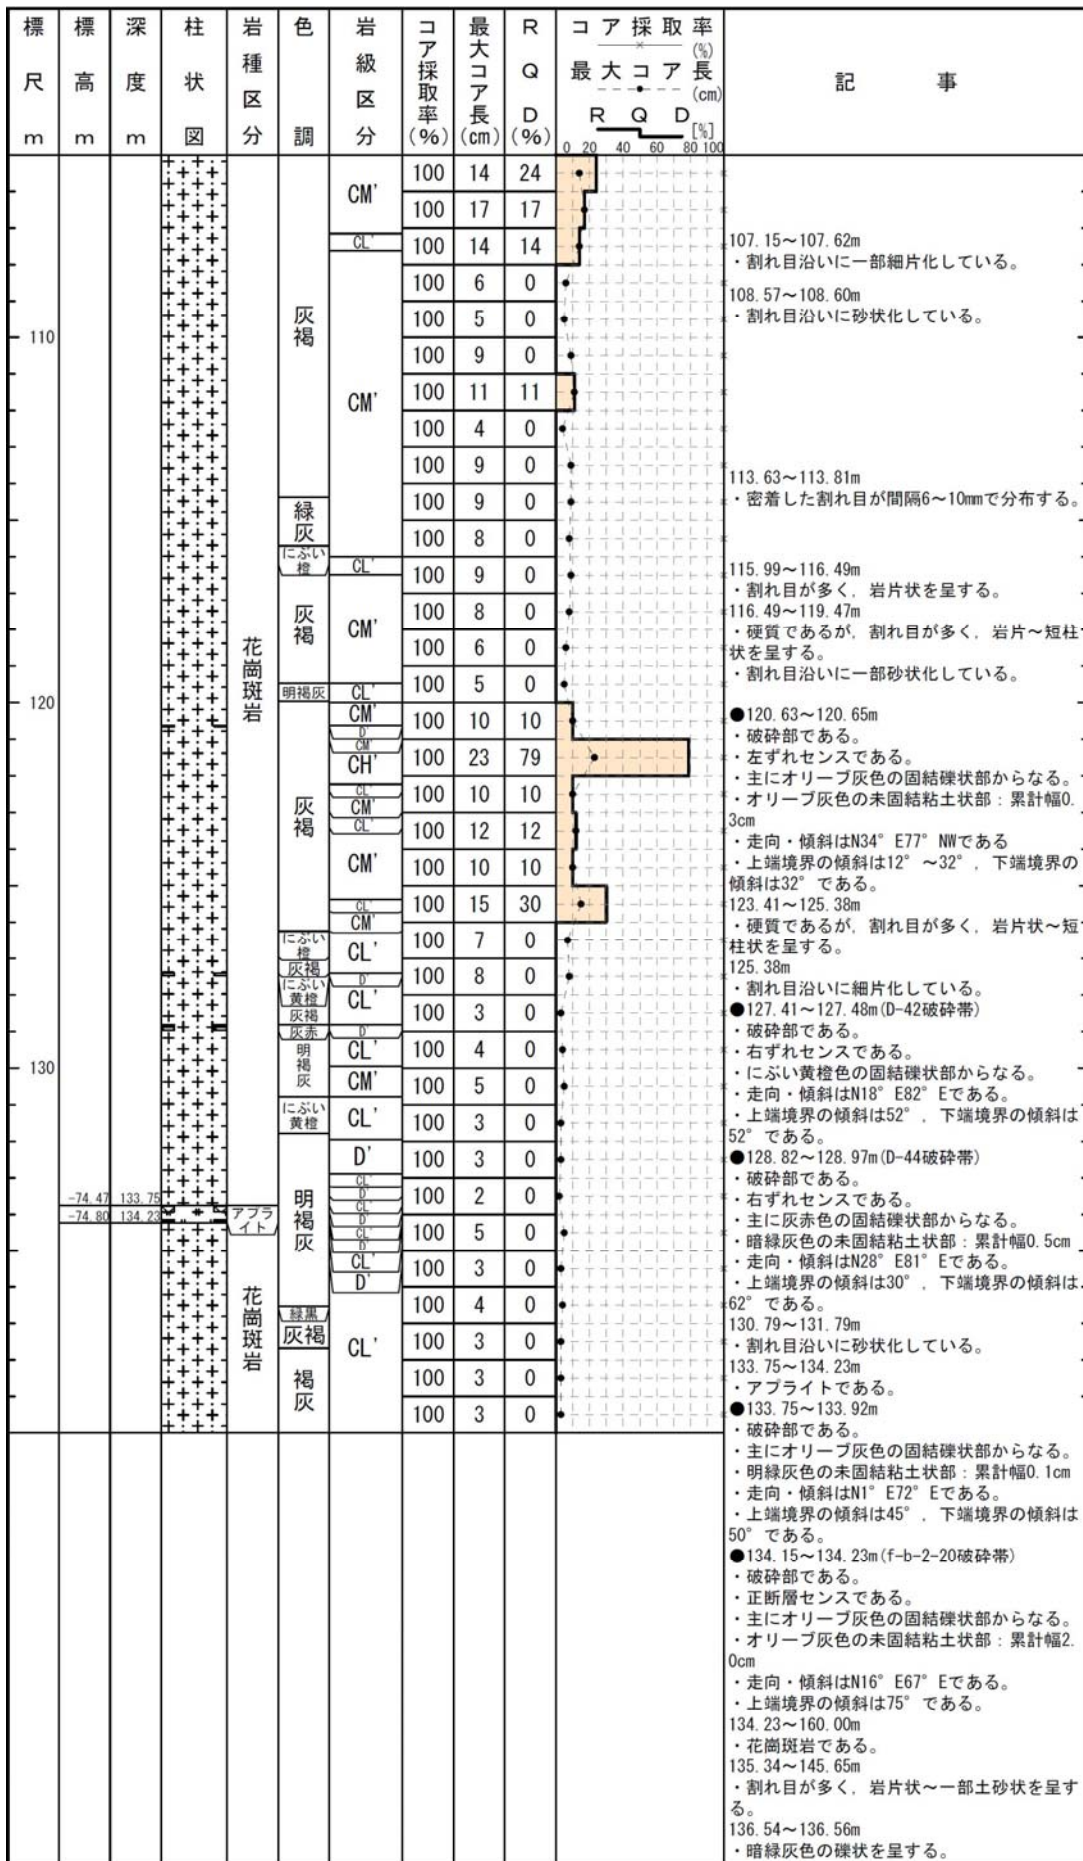 標尺m
標高m
深度m
柱状図
岩種区分
色調
岩級区分
コア採取率(%)
最大コア長(cm)
RQD(%)
コア採取率(%)
最大コア長(cm)
RQD[%]
0 20 40 60 80 100
記事
110
120
130
-74.47 133.75
-74.80 134.23
花崗斑岩
アプライト
花崗斑岩
灰褐
緑灰
にぶい橙
灰褐
明褐灰
灰褐
にぶい橙
灰褐
にぶい黄橙
灰褐
灰赤
明褐灰
にぶい黄橙
明褐灰
緑黒
灰褐
褐灰
CM'
CL'
CM'
CL'
CM'
CL'
CM'
D'
CM'
CH'
CL'
CM'
CL'
CM'
CL'
CM'
CL'
D'
CL'
D'
CL'
CM'
CL'
D'
CL'
D'
CL'
D'
CL'
D'
CL'
D'
CL'
100 14 24
100 17 17
100 14 14
100 6 0
100 5 0
100 9 0
100 11 11
100 4 0
100 9 0
100 9 0
100 8 0
100 9 0
100 8 0
100 6 0
100 5 0
100 10 10
100 23 79
100 10 10
100 12 12
100 10 10
100 15 30
100 7 0
100 8 0
100 3 0
100 4 0
100 5 0
100 3 0
100 3 0
100 2 0
100 5 0
100 3 0
100 4 0
100 3 0
100 3 0
100 3 0
107.15～107.62m
・割れ目沿いに一部細片化している。
108.57～108.60m
・割れ目沿いに砂状化している。
113.63～113.81m
・密着した割れ目が間隔6～10mmで分布する。
115.99～116.49m
・割れ目が多く，岩片状を呈する。
116.49～119.47m
・硬質であるが，割れ目が多く，岩片～短柱
状を呈する。
・割れ目沿いに一部砂状化している。
●120.63～120.65m
・破砕部である。
・左ずれセンスである。
・主にオリーブ灰色の固結礫状部からなる。
・オリーブ灰色の未固結粘土状部：累計幅0.
3cm
・走向・傾斜はN34°E77°NWである
・上端境界の傾斜は12°～32°，下端境界の
傾斜は32°である。
123.41～125.38m
・硬質であるが，割れ目が多く，岩片状～短
柱状を呈する。
125.38m
・割れ目沿いに細片化している。
●127.41～127.48m(D-42破砕帯)
・破砕部である。
・右ずれセンスである。
・にぶい黄橙色の固結礫状部からなる。
・走向・傾斜はN18°E82°Eである。
・上端境界の傾斜は52°，下端境界の傾斜は
52°である。
●128.82～128.97m(D-44破砕帯)
・破砕部である。
・右ずれセンスである。
・主に灰赤色の固結礫状部からなる。
・暗緑灰色の未固結粘土状部：累計幅0.5cm
・走向・傾斜はN28°E81°Eである。
・上端境界の傾斜は30°，下端境界の傾斜は
62°である。
130.79～131.79m
・割れ目沿いに砂状化している。
133.75～134.23m
・アプライトである。
●133.75～133.92m
・破砕部である。
・主にオリーブ灰色の固結礫状部からなる。
・明緑灰色の未固結粘土状部：累計幅0.1cm
・走向・傾斜はN1°E72°Eである。
・上端境界の傾斜は45°，下端境界の傾斜は
50°である。
●134.15～134.23m(f-b-2-20破砕帯)
・破砕部である。
・正断層センスである。
・主にオリーブ灰色の固結礫状部からなる。
・オリーブ灰色の未固結粘土状部：累計幅2.
0cm
・走向・傾斜はN16°E67°Eである。
・上端境界の傾斜は75°である。
134.23～160.00m
・花崗斑岩である。
135.34～145.65m
・割れ目が多く，岩片状～一部土砂状を呈す
る。
136.54～136.56m
・暗緑灰色の礫状を呈する。